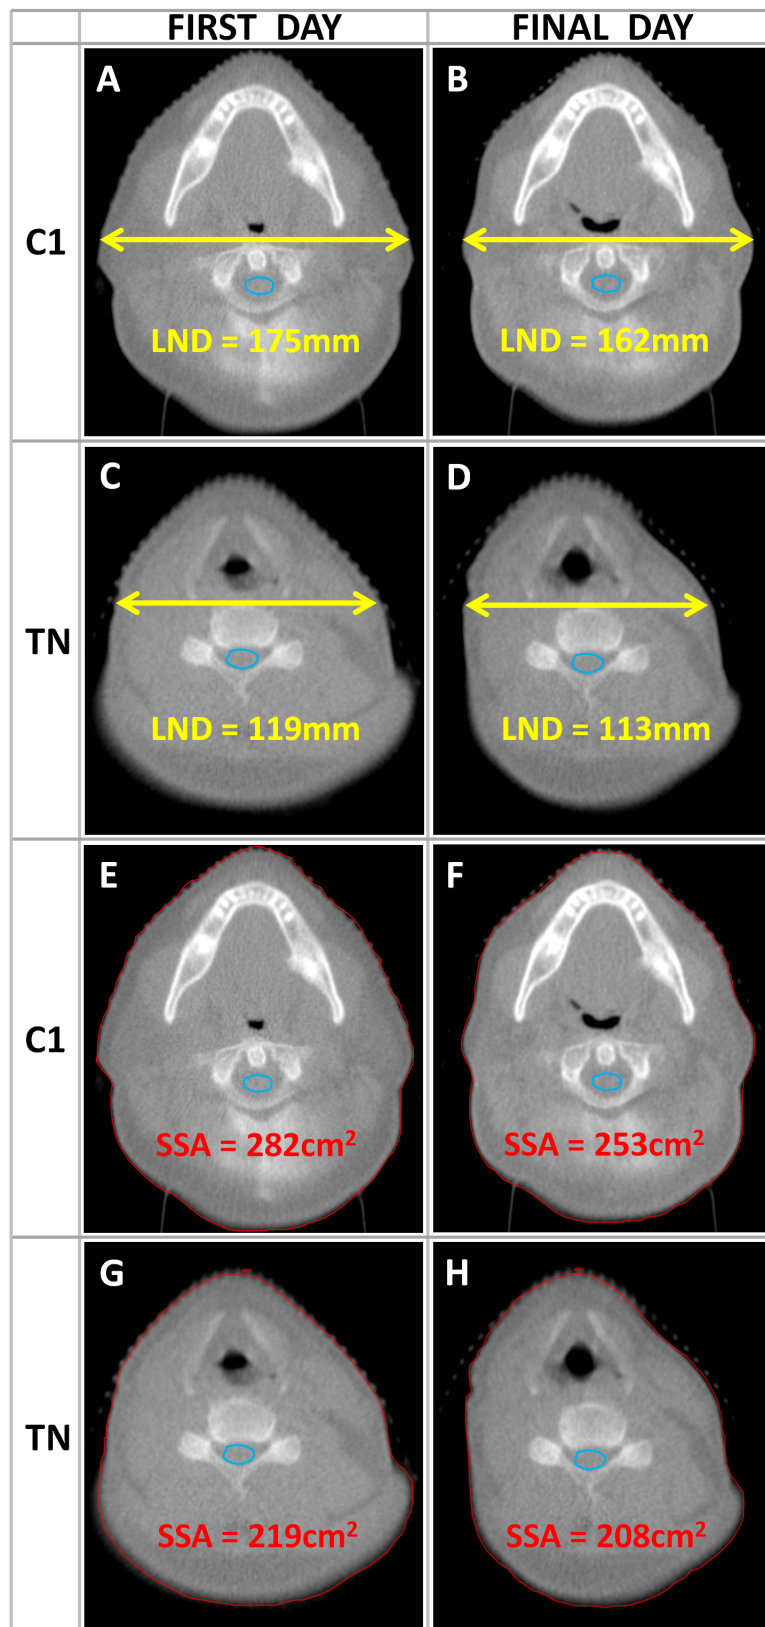 FIRST DAY FINAL DAY
A B
C1
LND = 175mm LND = 162mm
C D
TN
LND = 119mm LND = 113mm
E F
C1
SSA = 282cm² SSA = 253cm²
G H
TN
SSA = 219cm² SSA = 208cm²